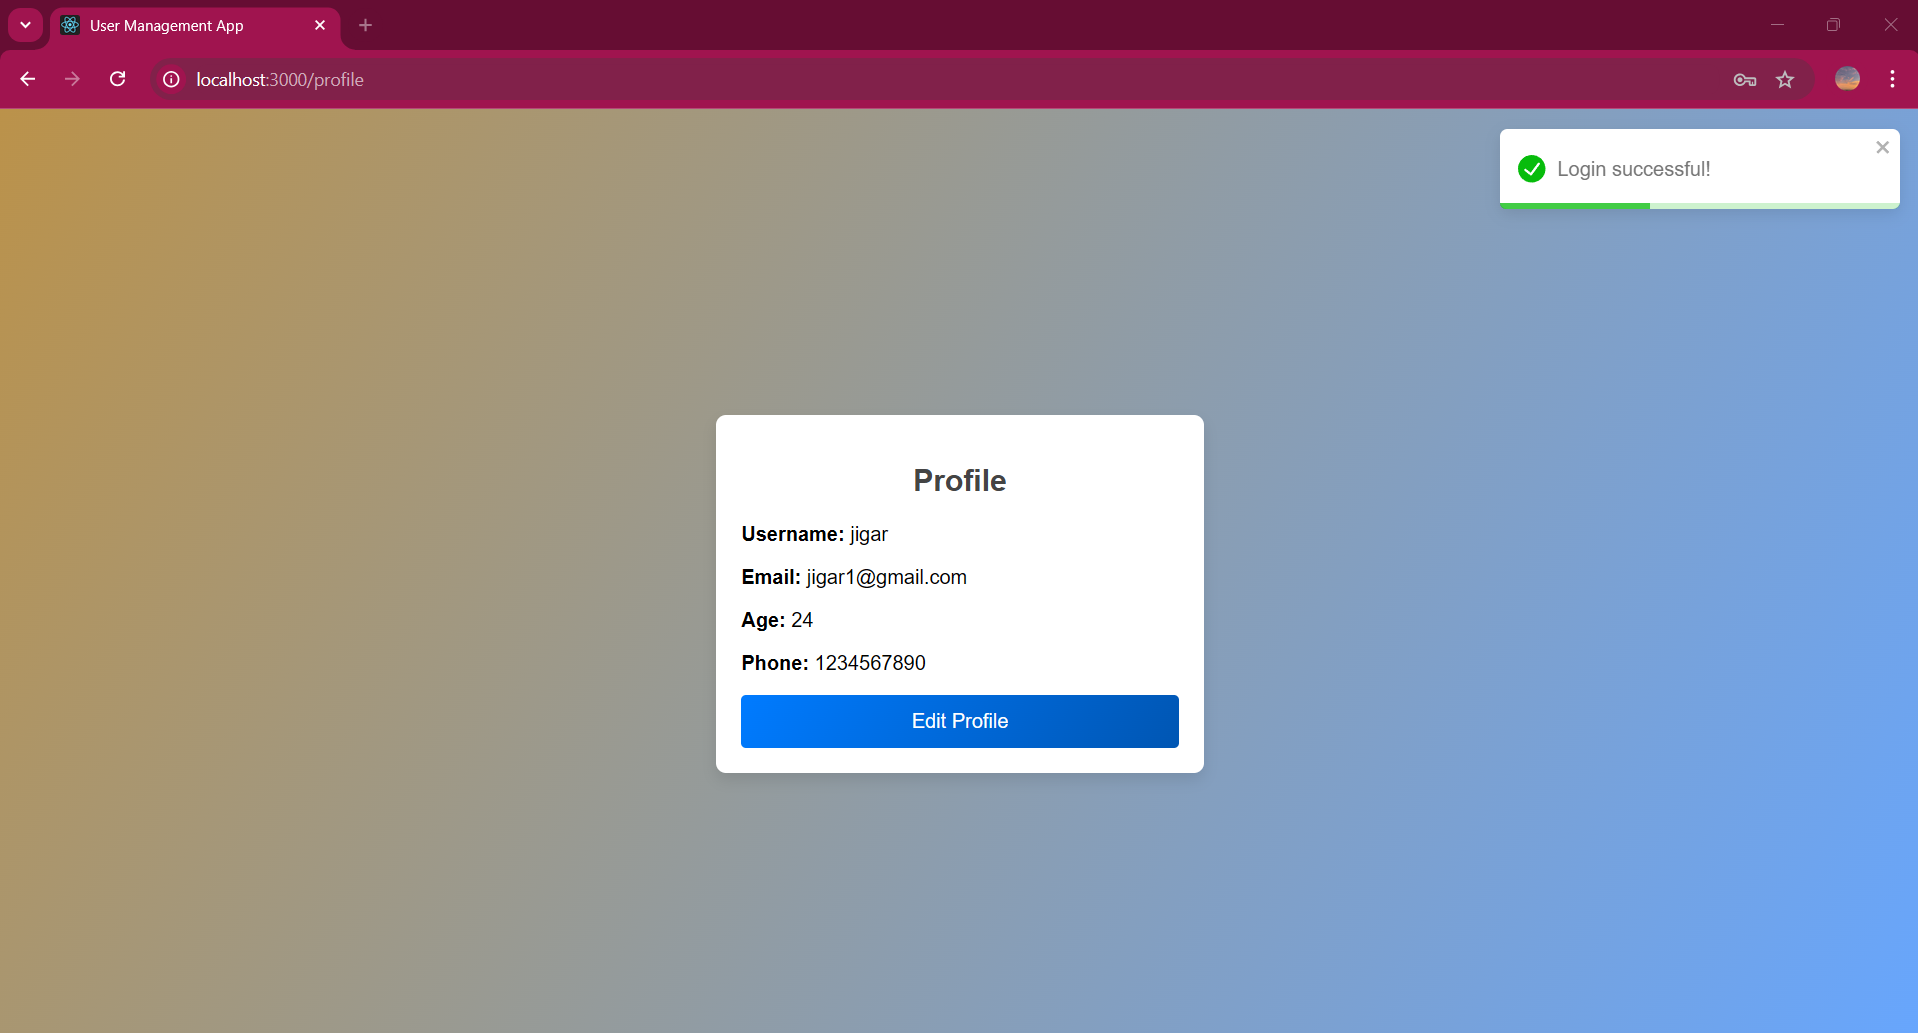 User Management App
localhost:3000/profile
Login successful!
Profile
Username: jigar
Email: jigar1@gmail.com
Age: 24
Phone: 1234567890
Edit Profile